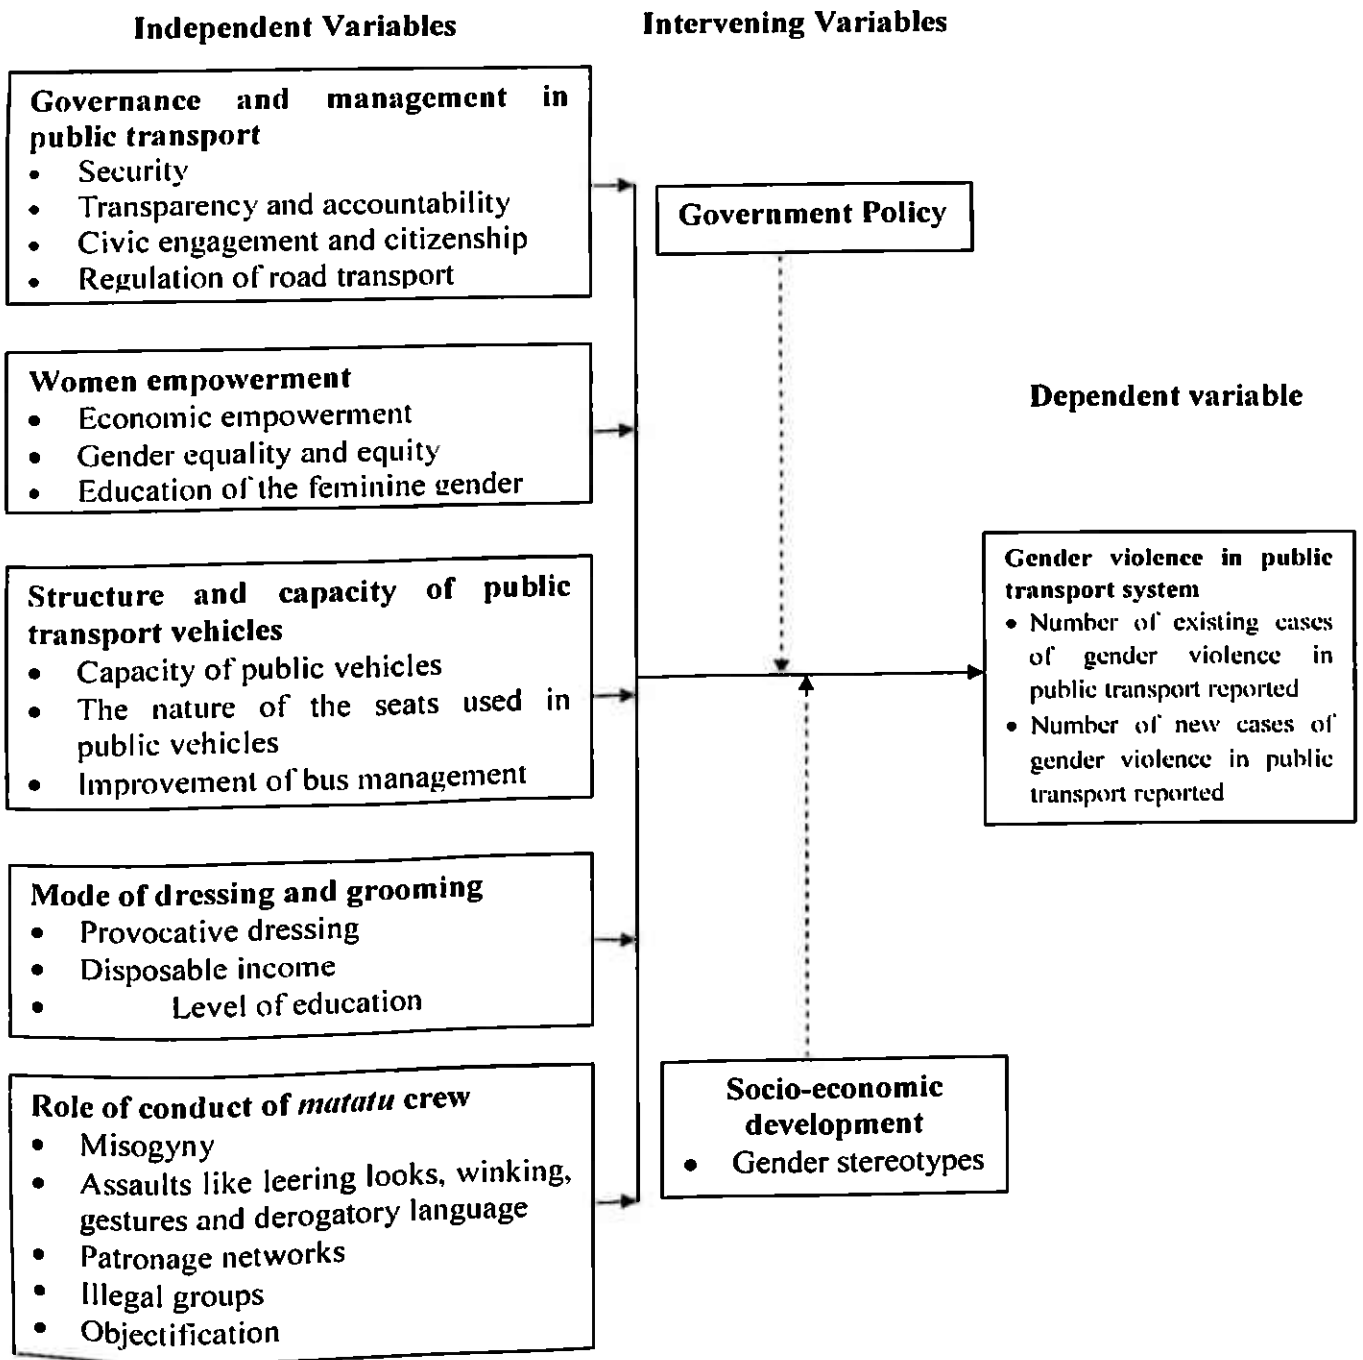 Independent Variables
Intervening Variables
Governance and management in
public transport
• Security
• Transparency and accountability
• Civic engagement and citizenship
• Regulation of road transport
Government Policy
Women empowerment
• Economic empowerment
• Gender equality and equity
• Education of the feminine gender
Dependent variable
Structure and capacity of public
transport vehicles
• Capacity of public vehicles
• The nature of the seats used in
public vehicles
• Improvement of bus management
Gender violence in public
transport system
• Number of existing cases
of gender violence in
public transport reported
• Number of new cases of
gender violence in public
transport reported
Mode of dressing and grooming
• Provocative dressing
• Disposable income
• Level of education
Role of conduct of matatu crew
• Misogyny
• Assaults like leering looks, winking,
gestures and derogatory language
• Patronage networks
• Illegal groups
• Objectification
Socio-economic
development
• Gender stereotypes